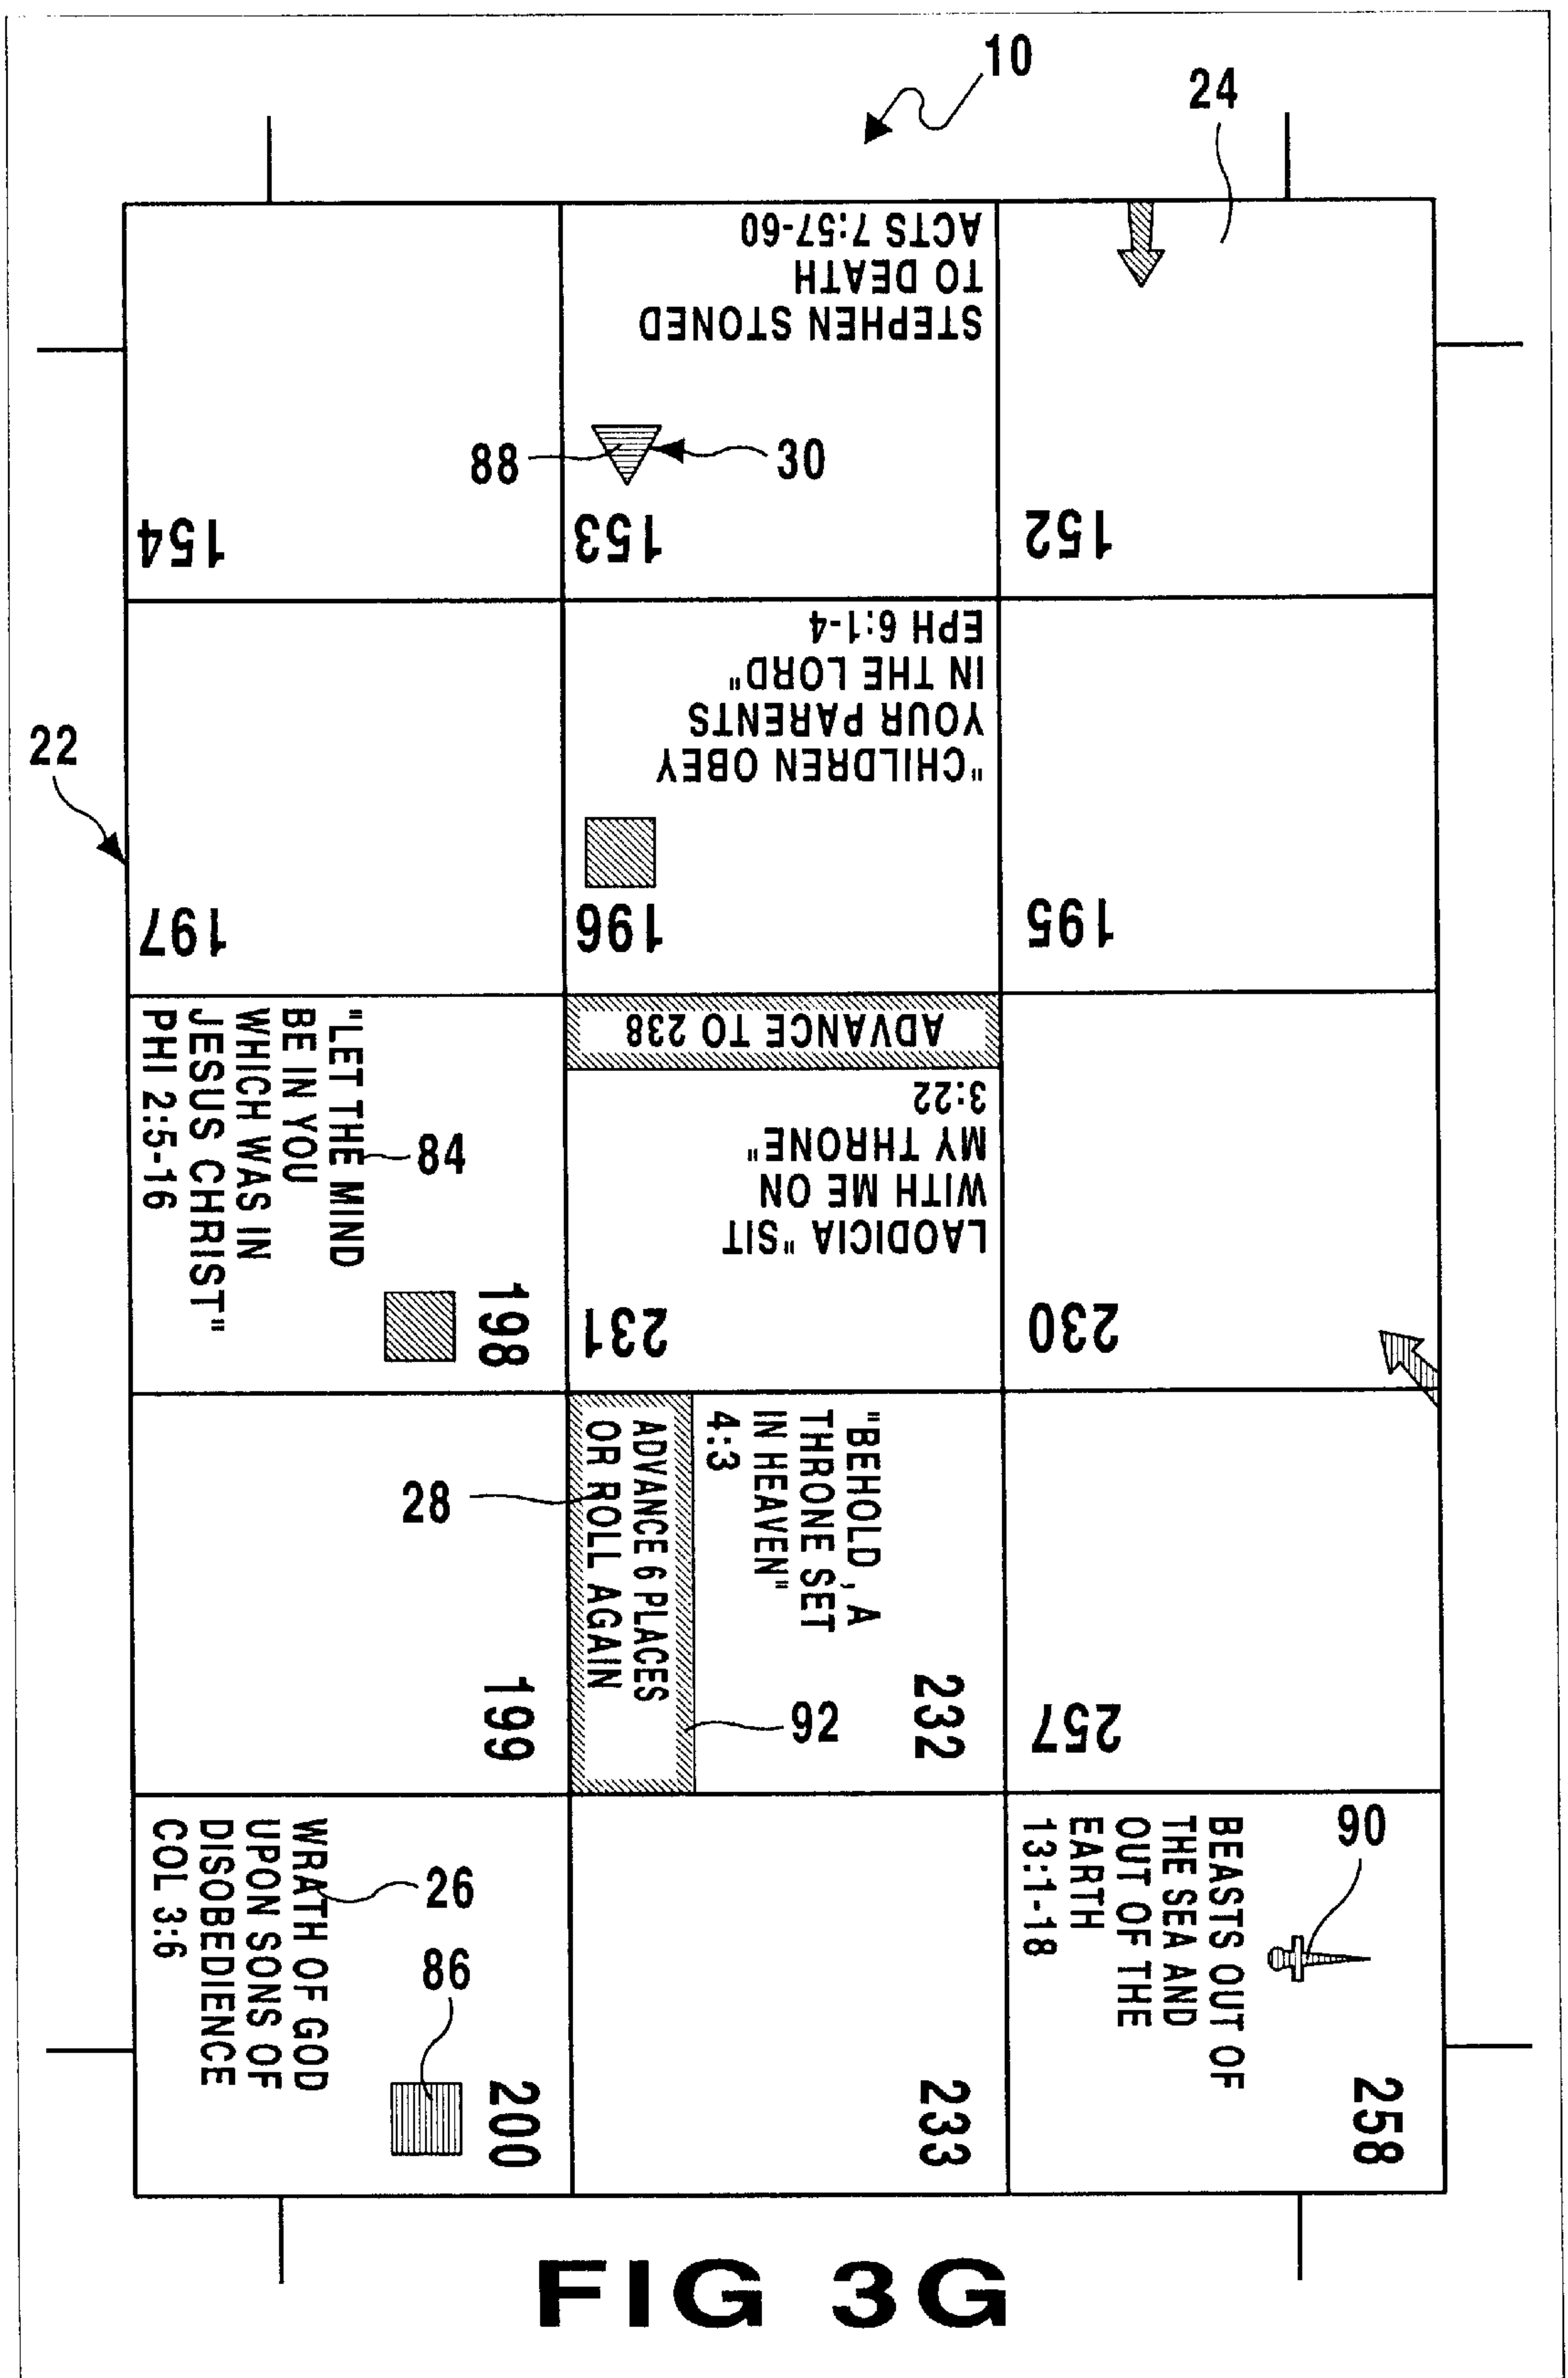 10
24
ACTS 7:57-60
STEPHEN STONED
TO DEATH
ACTS 7:57-60
88
30
154
153
152
22
"CHILDREN OBEY
YOUR PARENTS
IN THE LORD"
EPH 6:1-4
197
196
195
"LET THE MIND
BE IN YOU
WHICH WAS IN
JESUS CHRIST"
PHI 2:5-16
84
198
LAODICIA "SIT
WITH ME ON
MY THRONE"
3:22
ADVANCE TO 238
231
230
28
199
"BEHOLD, A
THRONE SET
IN HEAVEN"
4:3
ADVANCE 6 PLACES
OR ROLL AGAIN
92
232
257
WRATH OF GOD
UPON SONS OF
DISOBEDIENCE
COL 3:6
26
86
200
233
90
BEASTS OUT OF
THE SEA AND
OUT OF THE
EARTH
13:1-18
258
FIG 3G